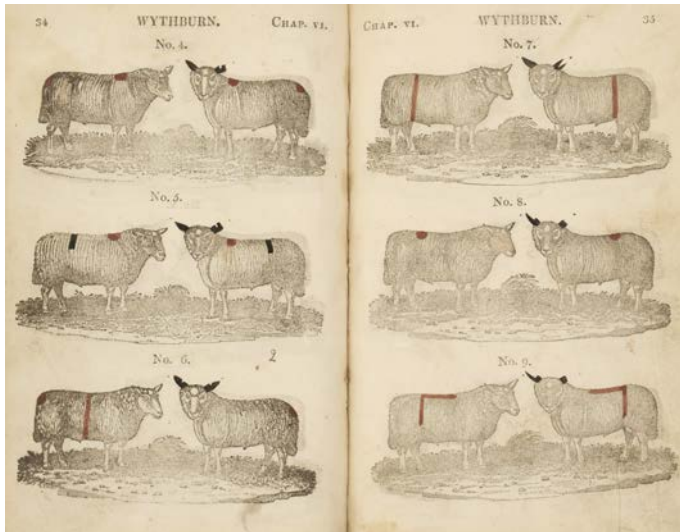 34 WYTHBURN. CHAP. VI.
No. 4.
No. 5.
No. 6. 2
CHAP. VI. WYTHBURN. 35
No. 7.
No. 8.
No. 9.